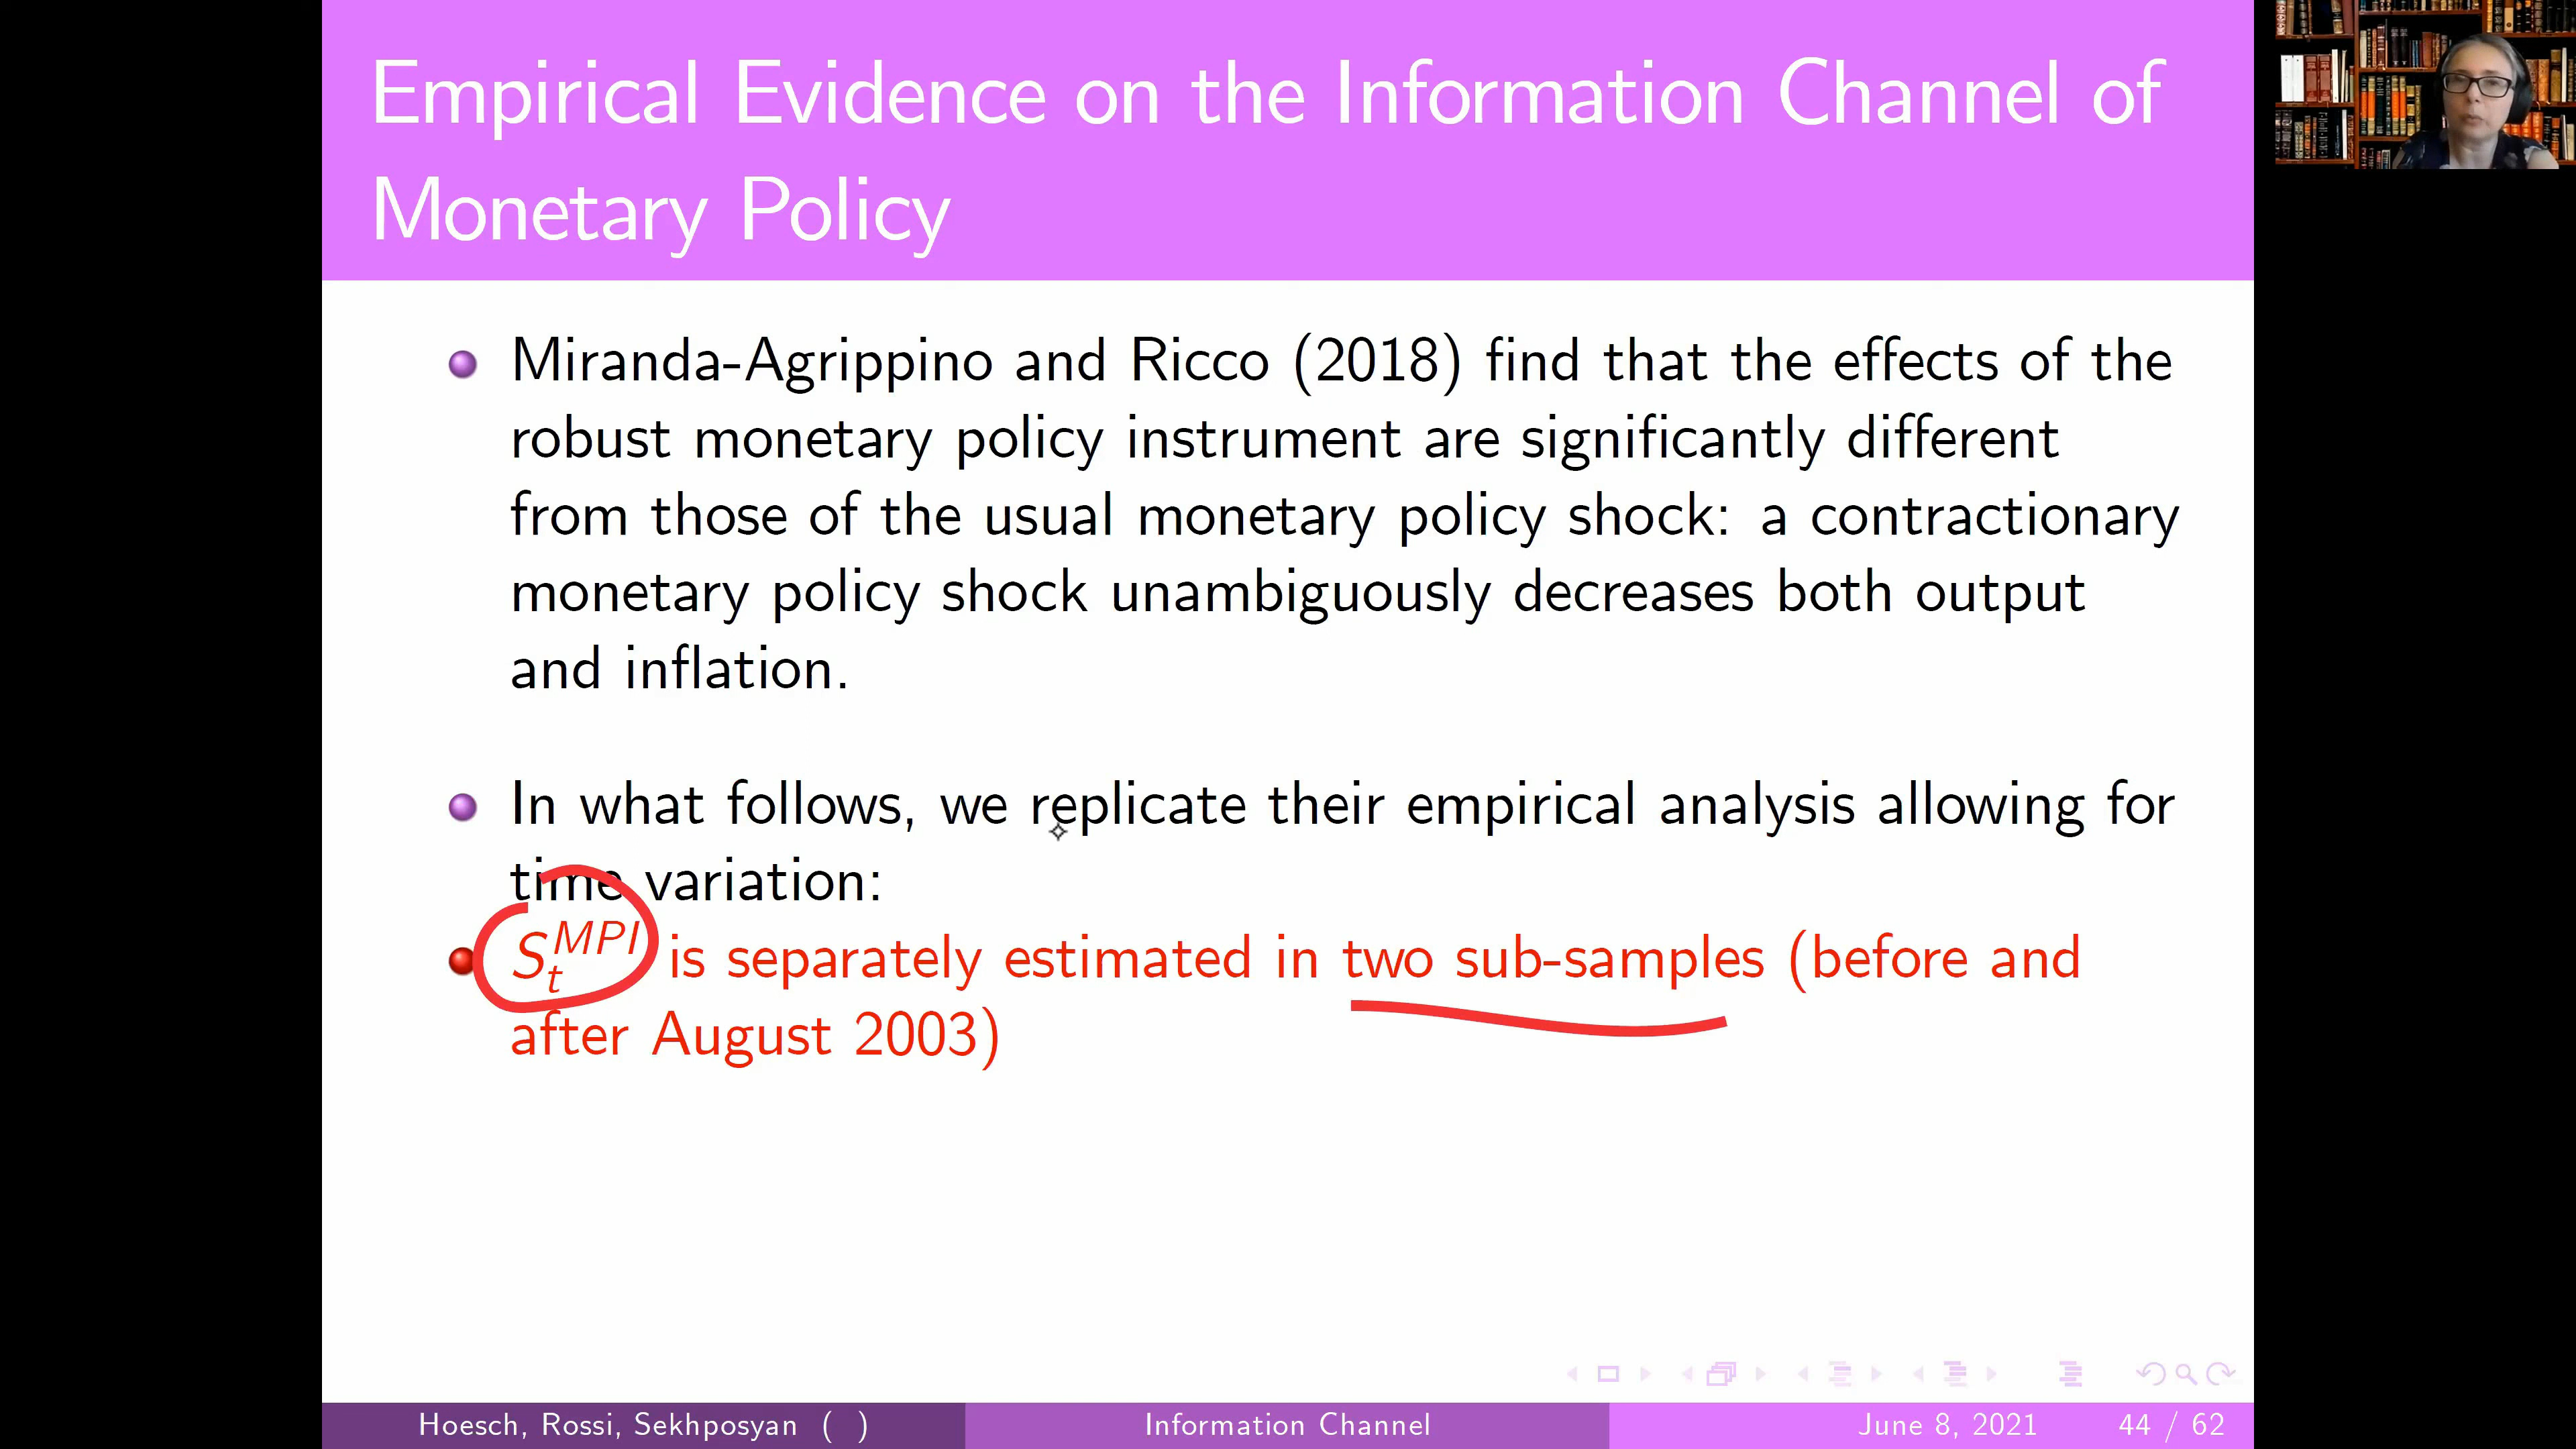 Empirical Evidence on the Information Channel of
Monetary Policy
Miranda-Agrippino and Ricco (2018) find that the effects of the
robust monetary policy instrument are significantly different
from those of the usual monetary policy shock: a contractionary
monetary policy shock unambiguously decreases both output
and inflation.
In what follows, we replicate their empirical analysis allowing for
time variation:
S_t^{MPI} is separately estimated in two sub-samples (before and
after August 2003)
Hoesch, Rossi, Sekhposyan ( ) Information Channel June 8, 2021 44 / 62